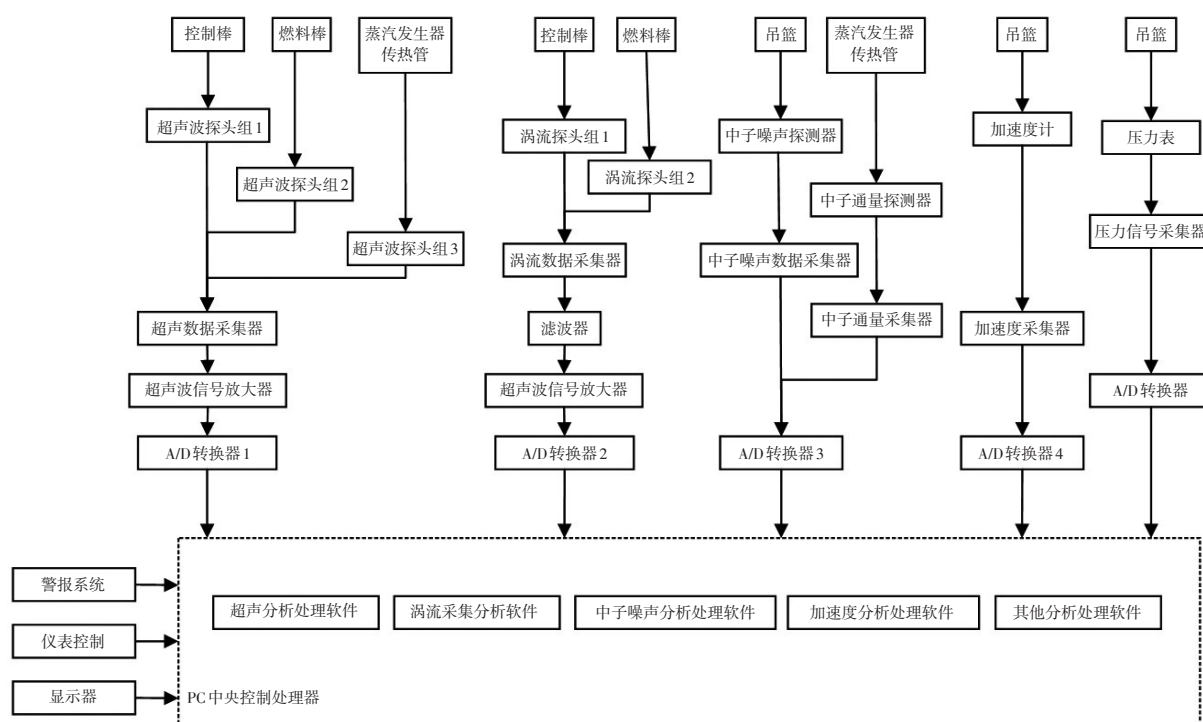 控制棒
燃料棒
蒸汽发生器
传热管
控制棒
燃料棒
吊篮
蒸汽发生器
传热管
吊篮
吊篮
超声波探头组1
涡流探头组1
中子噪声探测器
加速度计
压力表
超声波探头组2
涡流探头组2
中子通量探测器
超声波探头组3
涡流数据采集器
中子噪声数据采集器
压力信号采集器
超声数据采集器
滤波器
中子通量采集器
加速度采集器
超声波信号放大器
超声波信号放大器
A/D转换器
A/D转换器1
A/D转换器2
A/D转换器3
A/D转换器4
警报系统
超声分析处理软件
涡流采集分析软件
中子噪声分析处理软件
加速度分析处理软件
其他分析处理软件
仪表控制
显示器
PC中央控制处理器